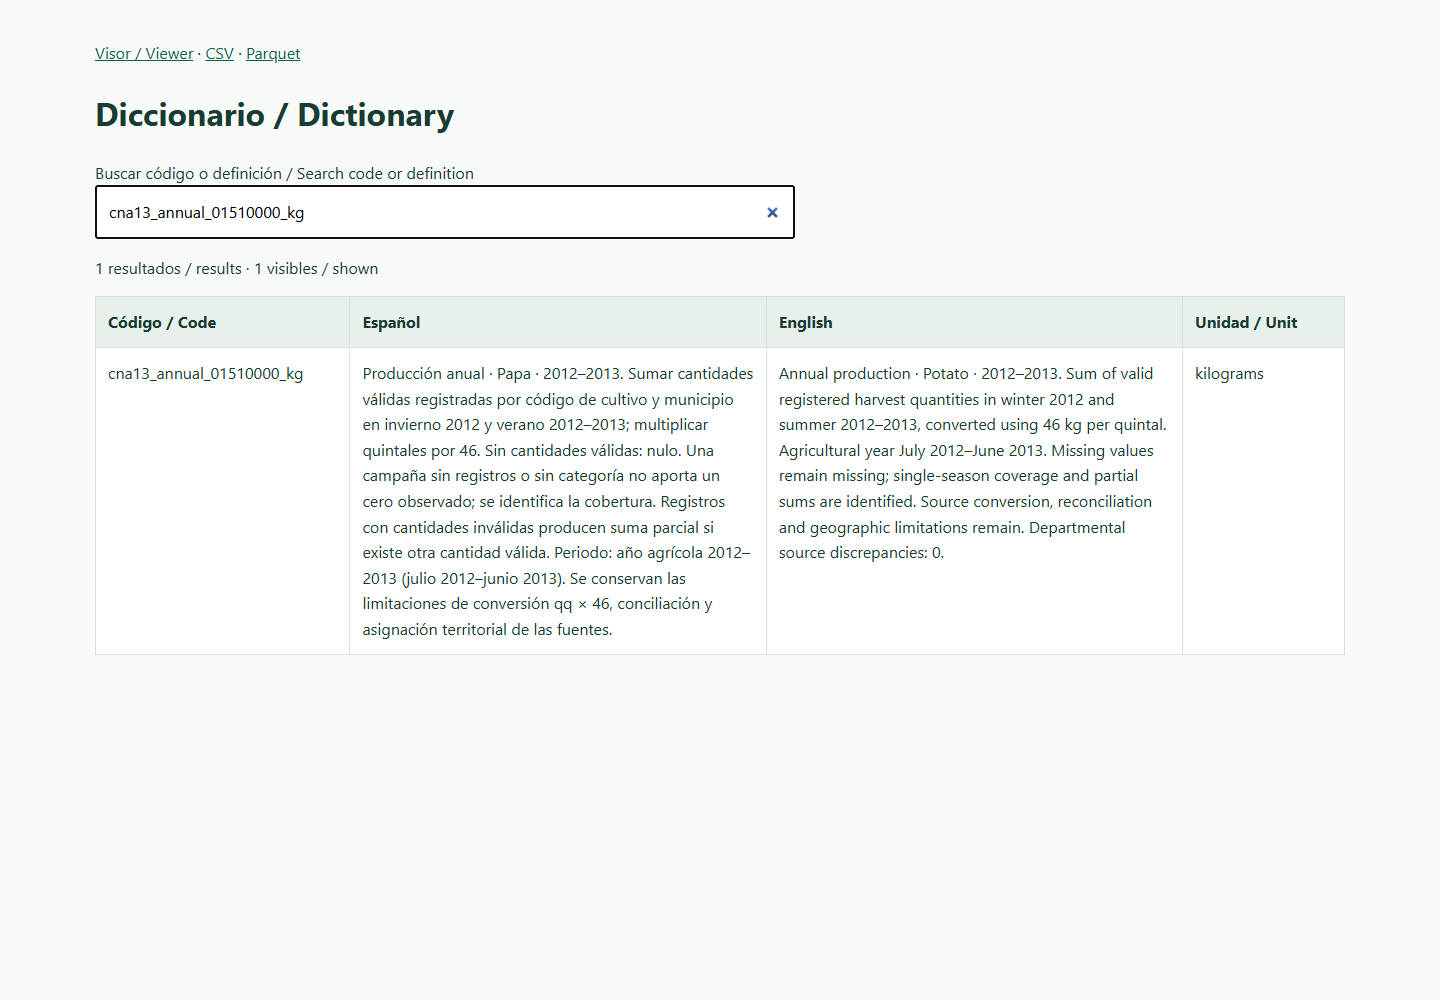 Visor / Viewer · CSV · Parquet
Diccionario / Dictionary
Buscar código o definición / Search code or definition
cna13_annual_01510000_kg
1 resultados / results · 1 visibles / shown
Código / Code
Español
English
Unidad / Unit
cna13_annual_01510000_kg
Producción anual · Papa · 2012–2013. Sumar cantidades
válidas registradas por código de cultivo y municipio
en invierno 2012 y verano 2012–2013; multiplicar
quintales por 46. Sin cantidades válidas: nulo. Una
campaña sin registros o sin categoría no aporta un
cero observado; se identifica la cobertura. Registros
con cantidades inválidas producen suma parcial si
existe otra cantidad válida. Periodo: año agrícola 2012–
2013 (julio 2012–junio 2013). Se conservan las
limitaciones de conversión qq × 46, conciliación y
asignación territorial de las fuentes.
Annual production · Potato · 2012–2013. Sum of valid
registered harvest quantities in winter 2012 and
summer 2012–2013, converted using 46 kg per quintal.
Agricultural year July 2012–June 2013. Missing values
remain missing; single-season coverage and partial
sums are identified. Source conversion, reconciliation
and geographic limitations remain. Departmental
source discrepancies: 0.
kilograms